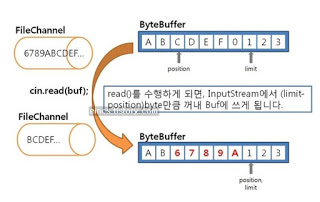 FileChannel
ByteBuffer
6789ABCDEF...
A B C D E F 0 1 2 3
position
limit
cin.read(buf);
read()를 수행하게 되면, InputStream에서 (limit-
position)byte만큼 꺼내 Buf에 쓰게 됩니다.
FileChannel
BCDEF...
ByteBuffer
A B 6 7 8 9 A 1 2 3
position,
limit